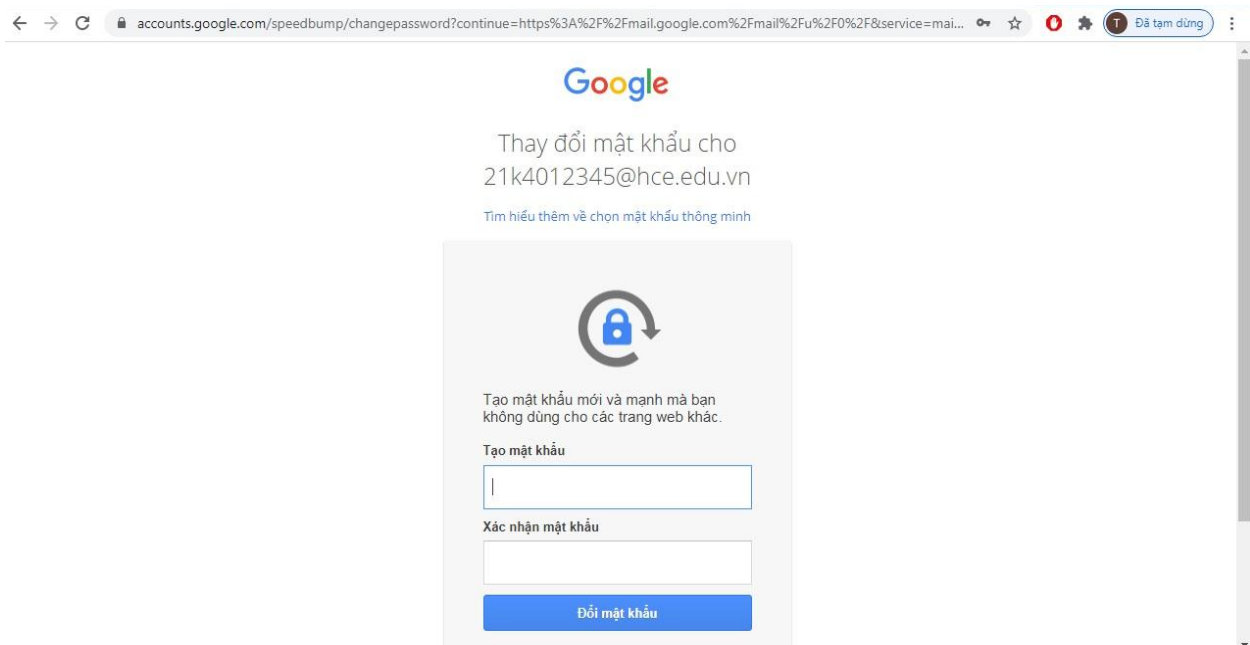 accounts.google.com/speedbump/changepassword?continue=https%3A%2F%2Fmail.google.com%2Fmail%2Fu%2F0%2F&service=mai...
T
Đã tạm dừng
Google
Thay đổi mật khẩu cho
21k4012345@hce.edu.vn
Tìm hiểu thêm về chọn mật khẩu thông minh
Tạo mật khẩu mới và mạnh mà bạn
không dùng cho các trang web khác.
Tạo mật khẩu
Xác nhận mật khẩu
Đổi mật khẩu